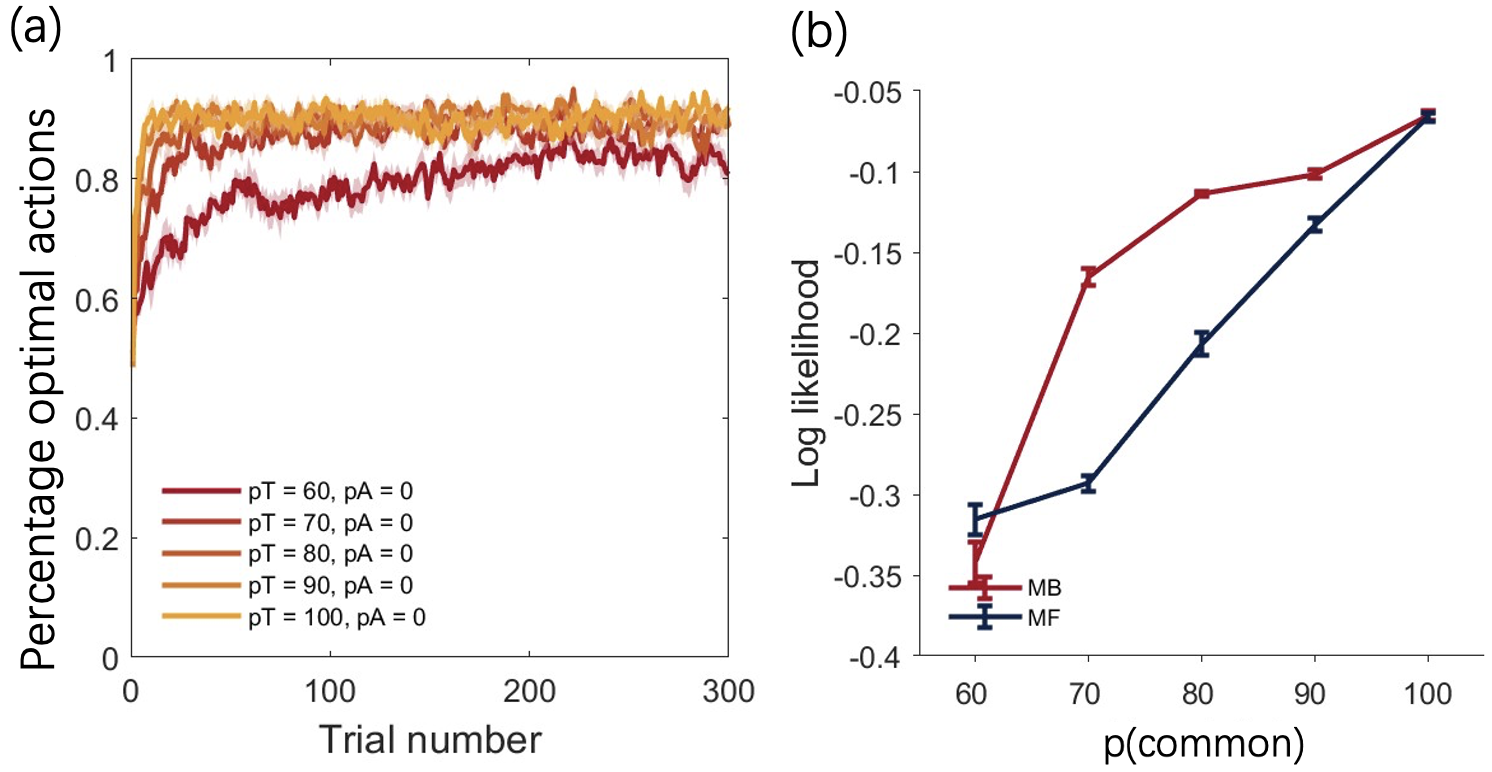 (a)
Percentage optimal actions
1
0.8
0.6
0.4
0.2
0
pT = 60, pA = 0
pT = 70, pA = 0
pT = 80, pA = 0
pT = 90, pA = 0
pT = 100, pA = 0
0 100 200 300
Trial number
(b)
Log likelihood
-0.05
-0.1
-0.15
-0.2
-0.25
-0.3
-0.35
-0.4
MB
MF
60 70 80 90 100
p(common)